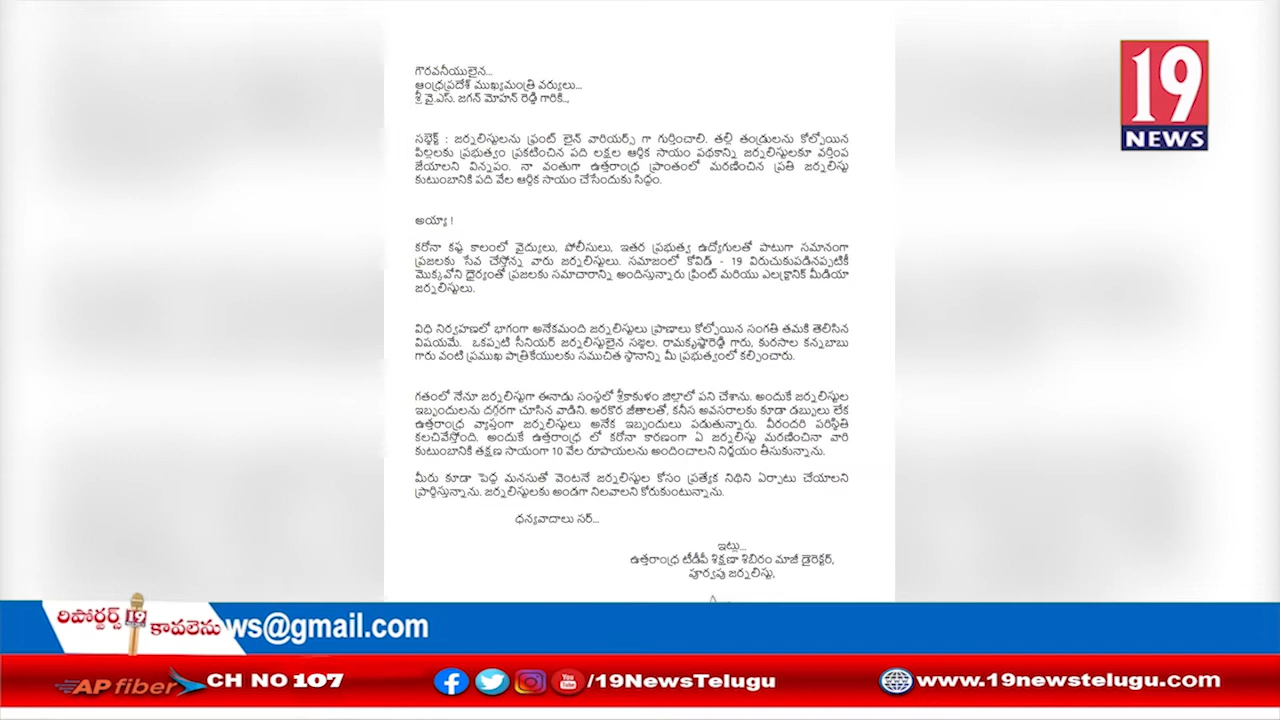 గౌరవనీయులైన...
ఆంధ్రప్రదేశ్ ముఖ్యమంత్రి వర్యులు...
శ్రీ వై.ఎస్. జగన్ మోహన్ రెడ్డి గారికి..,
సబ్జెక్ట్ : జర్నలిస్టులను ఫ్రంట్ లైన్ వారియర్స్ గా గుర్తించాలి. తల్లి తండ్రులను కోల్పోయిన
పిల్లలకు ప్రభుత్వం ప్రకటించిన పది లక్షల ఆర్థిక సాయం పథకాన్ని జర్నలిస్టులకూ వర్తింప
జేయాలని విన్నపం. నా వంతుగా ఉత్తరాంధ్ర ప్రాంతంలో మరణించిన ప్రతి జర్నలిస్టు
కుటుంబానికి పది వేల ఆర్థిక సాయం చేసేందుకు సిద్ధం.
అయ్యా !
కరోనా కష్ట కాలంలో వైద్యులు, పోలీసులు, ఇతర ప్రభుత్వ ఉద్యోగులతో పాటుగా సమానంగా
ప్రజలకు సేవ చేస్తోన్న వారు జర్నలిస్టులు. సమాజంలో కోవిడ్ - 19 విరుచుకుపడినప్పటికీ
మొక్కవోని ధైర్యంతో ప్రజలకు సమాచారాన్ని అందిస్తున్నారు ప్రింట్ మరియు ఎలక్ట్రానిక్ మీడియా
జర్నలిస్టులు.
విధి నిర్వహణలో భాగంగా అనేకమంది జర్నలిస్టులు ప్రాణాలు కోల్పోయిన సంగతి తమకి తెలిసిన
విషయమే. ఒకప్పటి సీనియర్ జర్నలిస్టులైన సజ్జల. రామకృష్ణారెడ్డి గారు, కురసాల కన్నబాబు
గారు వంటి ప్రముఖ పాత్రికేయులకు సముచిత స్థానాన్ని మీ ప్రభుత్వంలో కల్పించారు.
గతంలో నేనూ జర్నలిస్టుగా ఈనాడు సంస్థలో శ్రీకాకుళం జిల్లాలో పని చేశాను. అందుకే జర్నలిస్టుల
ఇబ్బందులను దగ్గరగా చూసిన వాడిని. అరకొర జీతాలతో, కనీస అవసరాలకు కూడా డబ్బులు లేక
ఉత్తరాంధ్ర వ్యాప్తంగా జర్నలిస్టులు అనేక ఇబ్బందులు పడుతున్నారు. వీరందరి పరిస్థితి
కలచివేస్తోంది. అందుకే ఉత్తరాంధ్ర లో కరోనా కారణంగా ఏ జర్నలిస్టు మరణించినా వారి
కుటుంబానికి తక్షణ సాయంగా 10 వేల రూపాయలను అందించాలని నిర్ణయం తీసుకున్నాను.
మీరు కూడా పెద్ద మనసుతో వెంటనే జర్నలిస్టుల కోసం ప్రత్యేక నిధిని ఏర్పాటు చేయాలని
ప్రార్థిస్తున్నాను. జర్నలిస్టులకు అండగా నిలవాలని కోరుకుంటున్నాను.
ధన్యవాదాలు సర్...
ఇట్లు...
ఉత్తరాంధ్ర టీడీపీ శిక్షణా శిబిరం మాజీ డైరెక్టర్,
పూర్వపు జర్నలిస్టు,
19
NEWS
రిపోర్టర్స్ 19 కావలెను ws@gmail.com
AP fiber CH NO 107 /19NewsTelugu www.19newstelugu.com